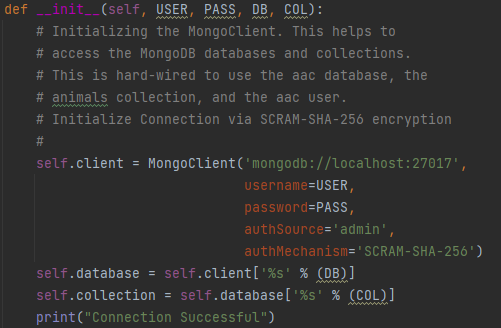 def __init__(self, USER, PASS, DB, COL):
# Initializing the MongoClient. This helps to
# access the MongoDB databases and collections.
# This is hard-wired to use the aac database, the
# animals collection, and the aac user.
# Initialize Connection via SCRAM-SHA-256 encryption
#
self.client = MongoClient('mongodb://localhost:27017',
username=USER,
password=PASS,
authSource='admin',
authMechanism='SCRAM-SHA-256')
self.database = self.client['%s' % (DB)]
self.collection = self.database['%s' % (COL)]
print("Connection Successful")